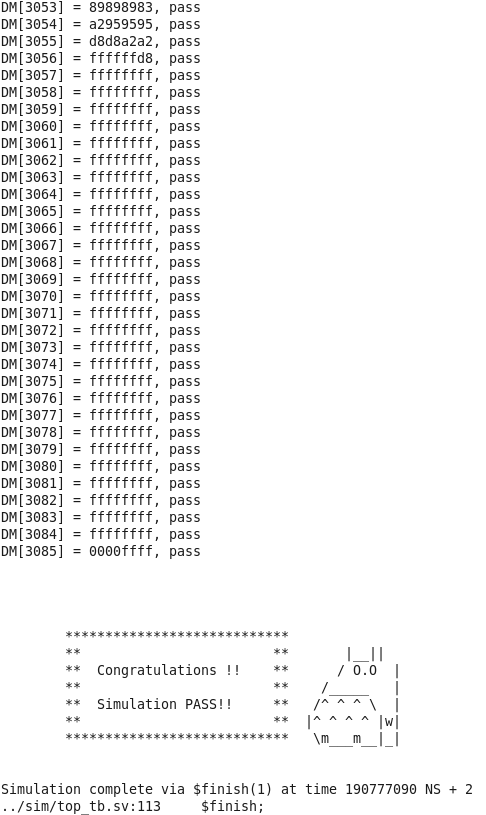 DM[3053] = 89898983, pass
DM[3054] = a2959595, pass
DM[3055] = d8d8a2a2, pass
DM[3056] = ffffffd8, pass
DM[3057] = ffffffff, pass
DM[3058] = ffffffff, pass
DM[3059] = ffffffff, pass
DM[3060] = ffffffff, pass
DM[3061] = ffffffff, pass
DM[3062] = ffffffff, pass
DM[3063] = ffffffff, pass
DM[3064] = ffffffff, pass
DM[3065] = ffffffff, pass
DM[3066] = ffffffff, pass
DM[3067] = ffffffff, pass
DM[3068] = ffffffff, pass
DM[3069] = ffffffff, pass
DM[3070] = ffffffff, pass
DM[3071] = ffffffff, pass
DM[3072] = ffffffff, pass
DM[3073] = ffffffff, pass
DM[3074] = ffffffff, pass
DM[3075] = ffffffff, pass
DM[3076] = ffffffff, pass
DM[3077] = ffffffff, pass
DM[3078] = ffffffff, pass
DM[3079] = ffffffff, pass
DM[3080] = ffffffff, pass
DM[3081] = ffffffff, pass
DM[3082] = ffffffff, pass
DM[3083] = ffffffff, pass
DM[3084] = ffffffff, pass
DM[3085] = 0000ffff, pass
        ****************************
        **                        **       |__||
        **  Congratulations !!    **      / O.O  |
        **                        **    /_____   |
        **  Simulation PASS!!     **   /^ ^ ^ \  |
        **                        **  |^ ^ ^ ^ |w|
        ****************************   \m___m__|_|
Simulation complete via $finish(1) at time 190777090 NS + 2
../sim/top_tb.sv:113     $finish;